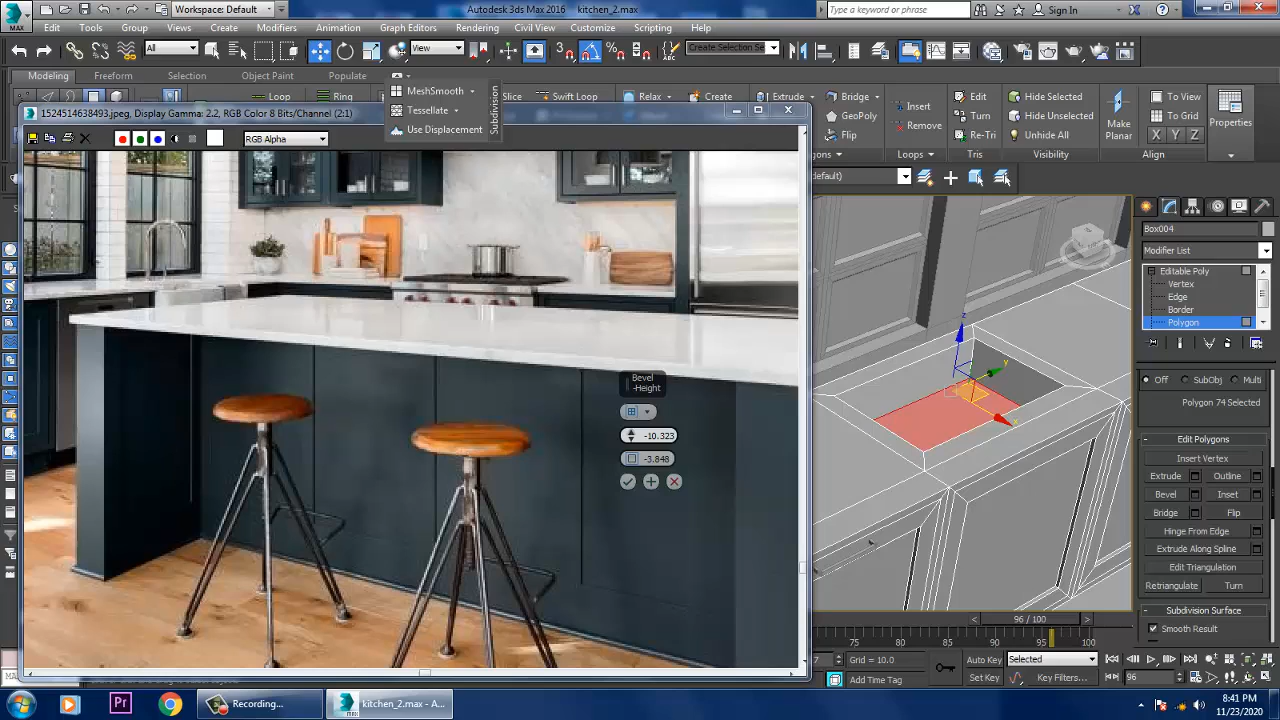 MAX
Workspace: Default
Autodesk 3ds Max 2016 kitchen_2.max
Type a keyword or phrase
Sign In
Edit Tools Group Views Create Modifiers Animation Graph Editors Rendering Civil View Customize Scripting Help
All
View
Create Selection Se
Modeling Freeform Selection Object Paint Populate
MeshSmooth
Tessellate
Use Displacement
Subdivision
Loop Ring Slice Swift Loop Relax Create Extrude
Bridge
GeoPoly
Flip
Insert
Remove
Loops
Edit
Turn
Re-Tri
Tris
Hide Selected
Hide Unselected
Unhide All
Visibility
Make
Planar
To View
To Grid
X Y Z
Align
Properties
1524514638493.jpeg, Display Gamma: 2.2, RGB Color 8 Bits/Channel (2:1)
RGB Alpha
default)
Bevel
-Height
-10.323
-3.848
z
y
x
Box004
Modifier List
Editable Poly
Vertex
Edge
Border
Polygon
Off SubObj Multi
Polygon 74 Selected
Edit Polygons
Insert Vertex
Extrude Outline
Bevel Inset
Bridge Flip
Hinge From Edge
Extrude Along Spline
Edit Triangulation
Retriangulate Turn
Subdivision Surface
Smooth Result
96 / 100
75 80 85 90 95 100
Grid = 10.0
Add Time Tag
Auto Key
Selected
Set Key
Key Filters...
96
Pr
Recording...
kitchen_2.max - A...
8:41 PM
11/23/2020